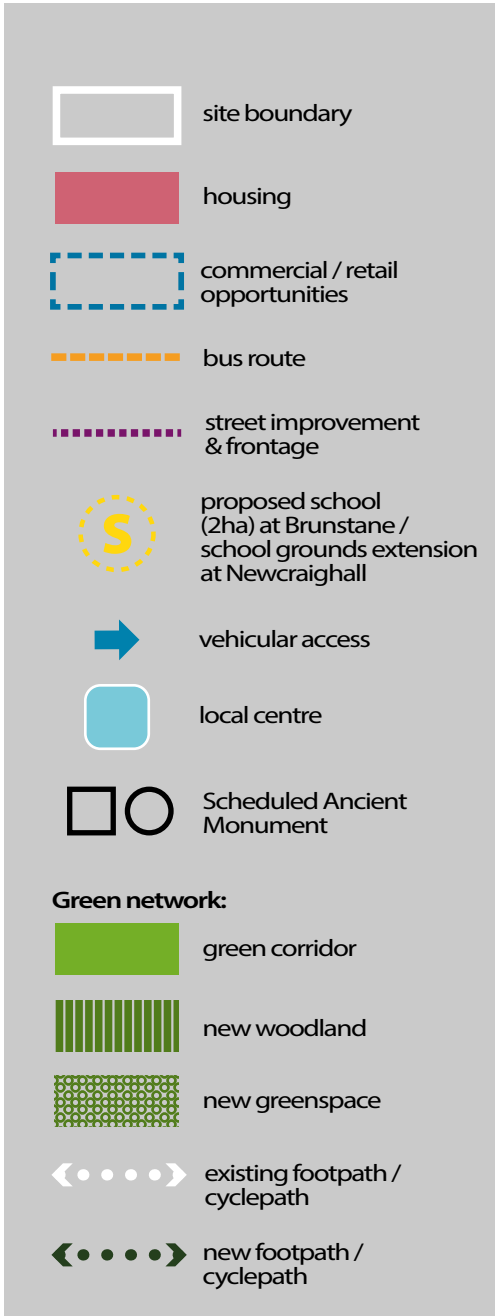 site boundary
housing
commercial / retail
opportunities
bus route
street improvement
& frontage
S
proposed school
(2ha) at Brunstane /
school grounds extension
at Newcraighall
vehicular access
local centre
Scheduled Ancient
Monument
Green network:
green corridor
new woodland
new greenspace
existing footpath /
cyclepath
new footpath /
cyclepath